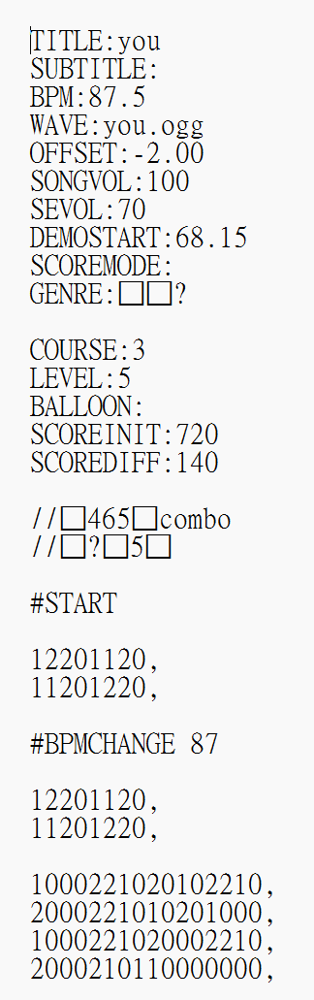 TITLE:you
SUBTITLE:
BPM:87.5
WAVE:you.ogg
OFFSET:-2.00
SONGVOL:100
SEVOL:70
DEMOSTART:68.15
SCOREMODE:
GENRE:□□?
COURSE:3
LEVEL:5
BALLOON:
SCOREINIT:720
SCOREDIFF:140
//□465□combo
//□?□5□
#START
12201120,
11201220,
#BPMCHANGE 87
12201120,
11201220,
1000221020102210,
2000221010201000,
1000221020002210,
2000210110000000,